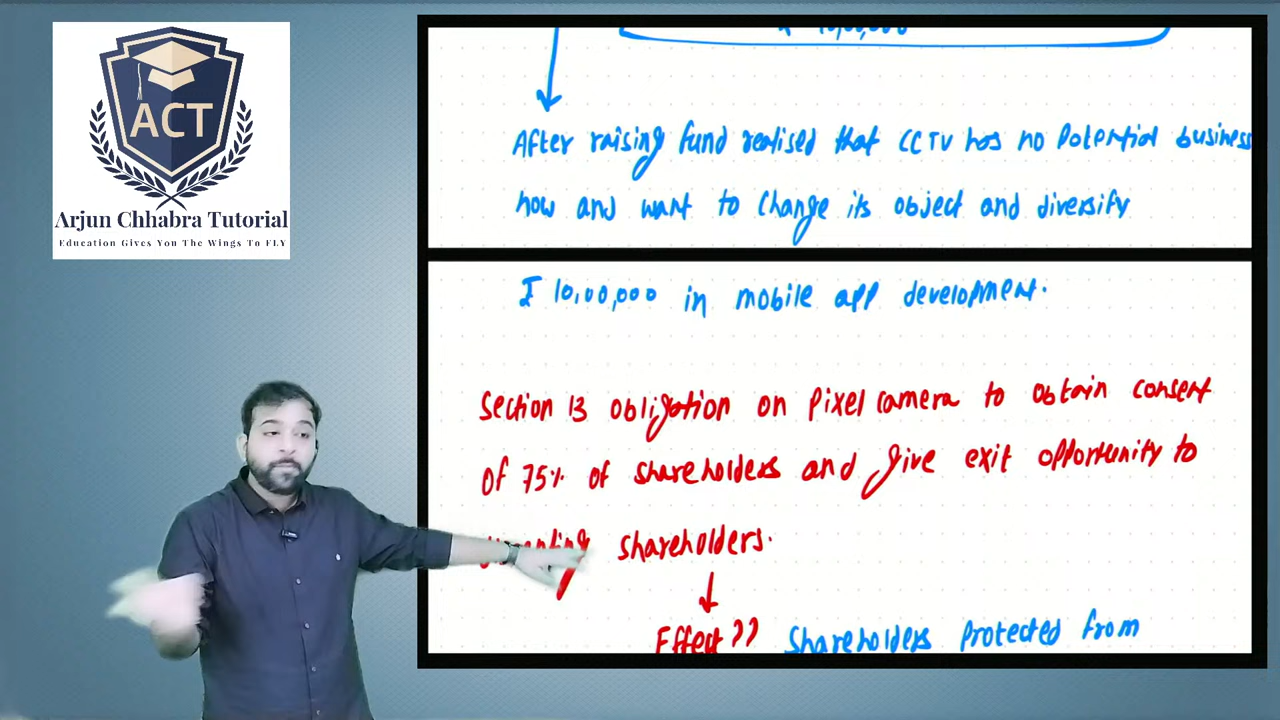 ACT
Arjun Chhabra Tutorial
Education Gives You The Wings To FLY
After raising fund realised that CCTV has no potential business
now and want to change its object and diversify
₹ 10,00,000 in mobile app development.
Section 13 obligation on Pixel camera to obtain consent
of 75% of shareholders and give exit opportunity to
shareholders.
Effect ?? Shareholders protected from